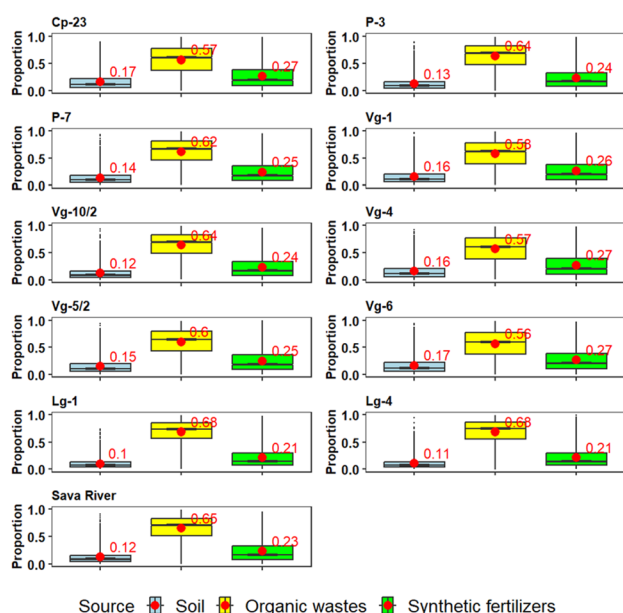 Cp-23
Proportion
1.0
0.5
0.0
0.17
0.57
0.27
P-3
Proportion
1.0
0.5
0.0
0.13
0.64
0.24
P-7
Proportion
1.0
0.5
0.0
0.14
0.62
0.25
Vg-1
Proportion
1.0
0.5
0.0
0.16
0.58
0.26
Vg-10/2
Proportion
1.0
0.5
0.0
0.12
0.64
0.24
Vg-4
Proportion
1.0
0.5
0.0
0.16
0.57
0.27
Vg-5/2
Proportion
1.0
0.5
0.0
0.15
0.6
0.25
Vg-6
Proportion
1.0
0.5
0.0
0.17
0.56
0.27
Lg-1
Proportion
1.0
0.5
0.0
0.1
0.68
0.21
Lg-4
Proportion
1.0
0.5
0.0
0.11
0.68
0.21
Sava River
Proportion
1.0
0.5
0.0
0.12
0.65
0.23
Source Soil Organic wastes Synthetic fertilizers